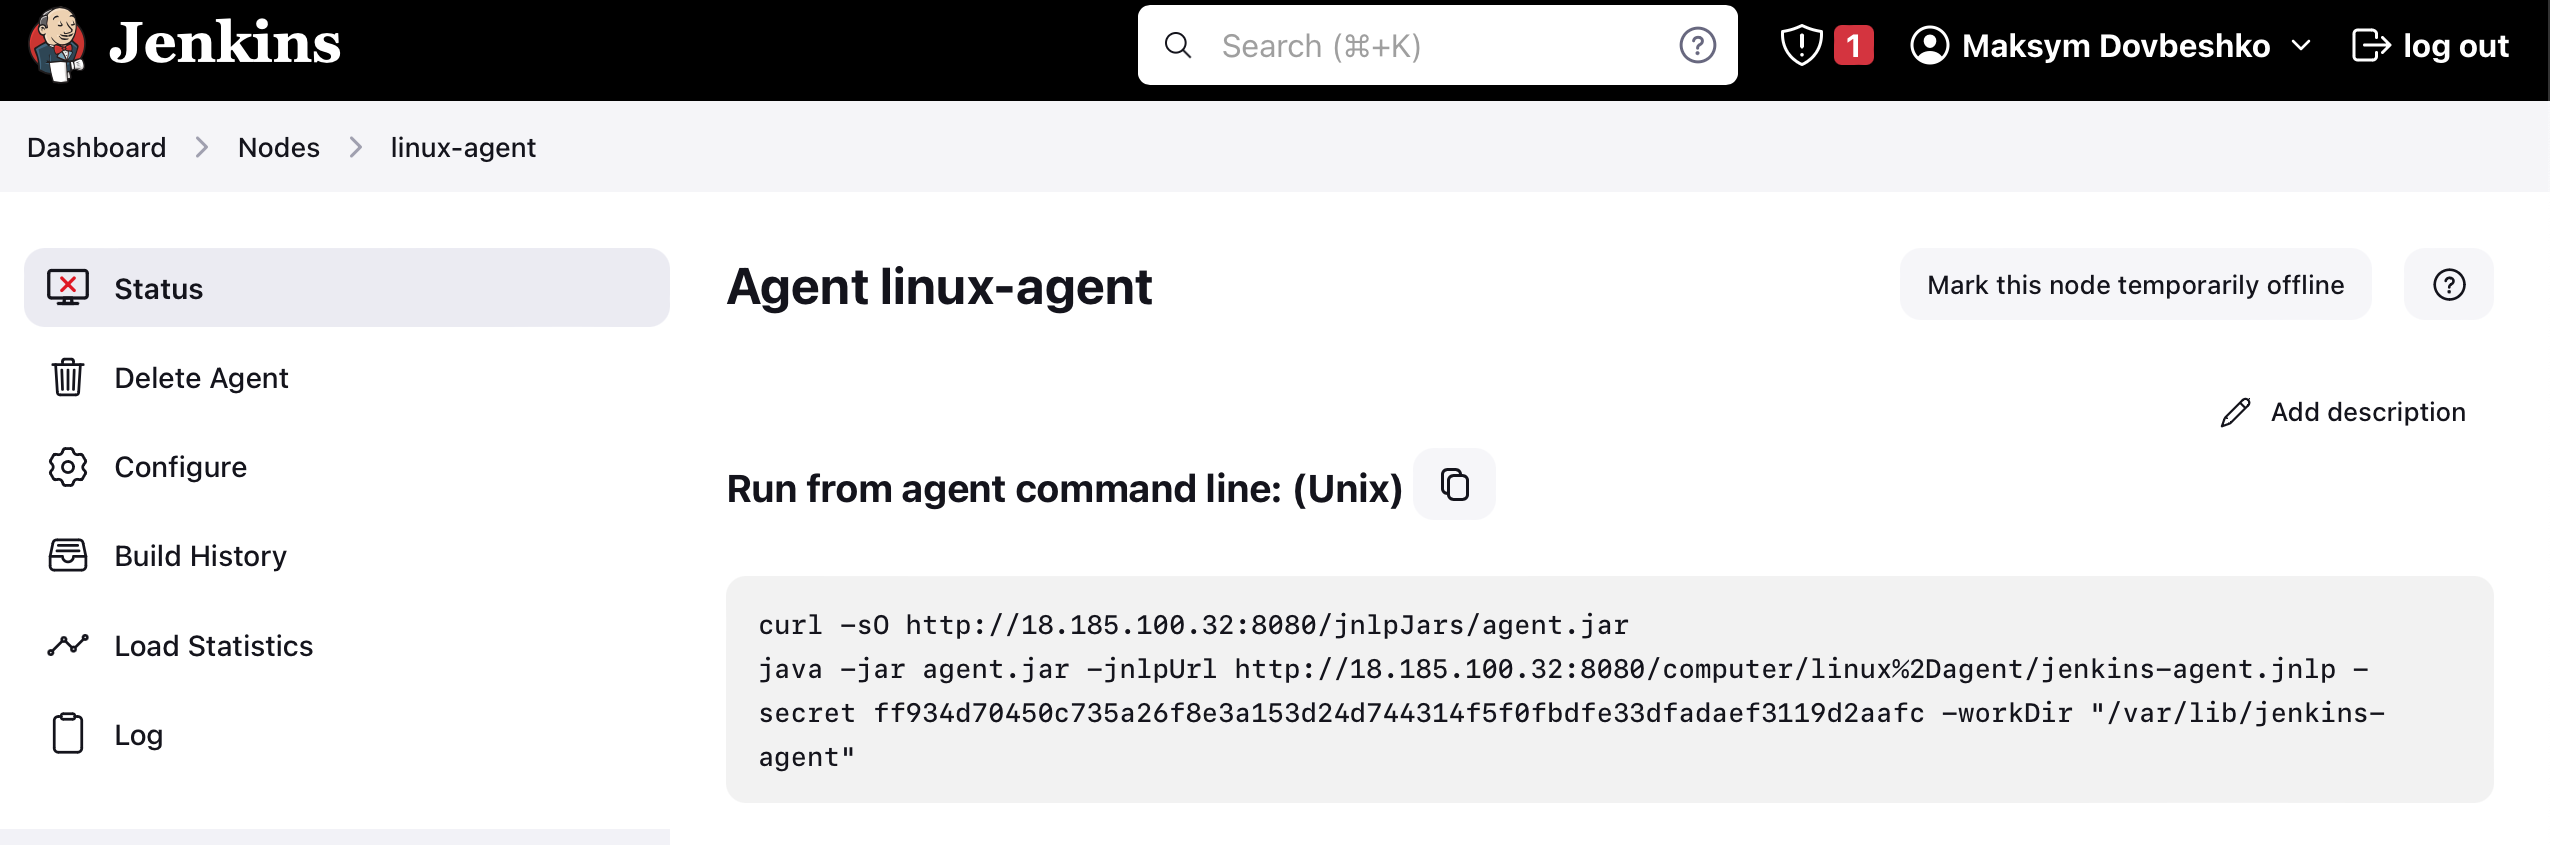 Jenkins
Search (⌘+K)
1
Maksym Dovbeshko
log out
Dashboard > Nodes > linux-agent
Status
Delete Agent
Configure
Build History
Load Statistics
Log
Agent linux-agent
Mark this node temporarily offline
Add description
Run from agent command line: (Unix)
curl -sO http://18.185.100.32:8080/jnlpJars/agent.jar
java -jar agent.jar -jnlpUrl http://18.185.100.32:8080/computer/linux%2Dagent/jenkins-agent.jnlp -
secret ff934d70450c735a26f8e3a153d24d744314f5f0fbdfe33dfadaef3119d2aafc -workDir "/var/lib/jenkins-
agent"